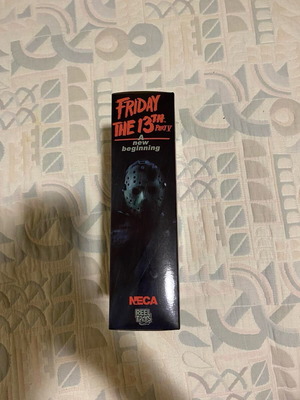 FRIDAY
THE 13TH:
PART V
A
new
beginning
NECA
REEL
TOYS